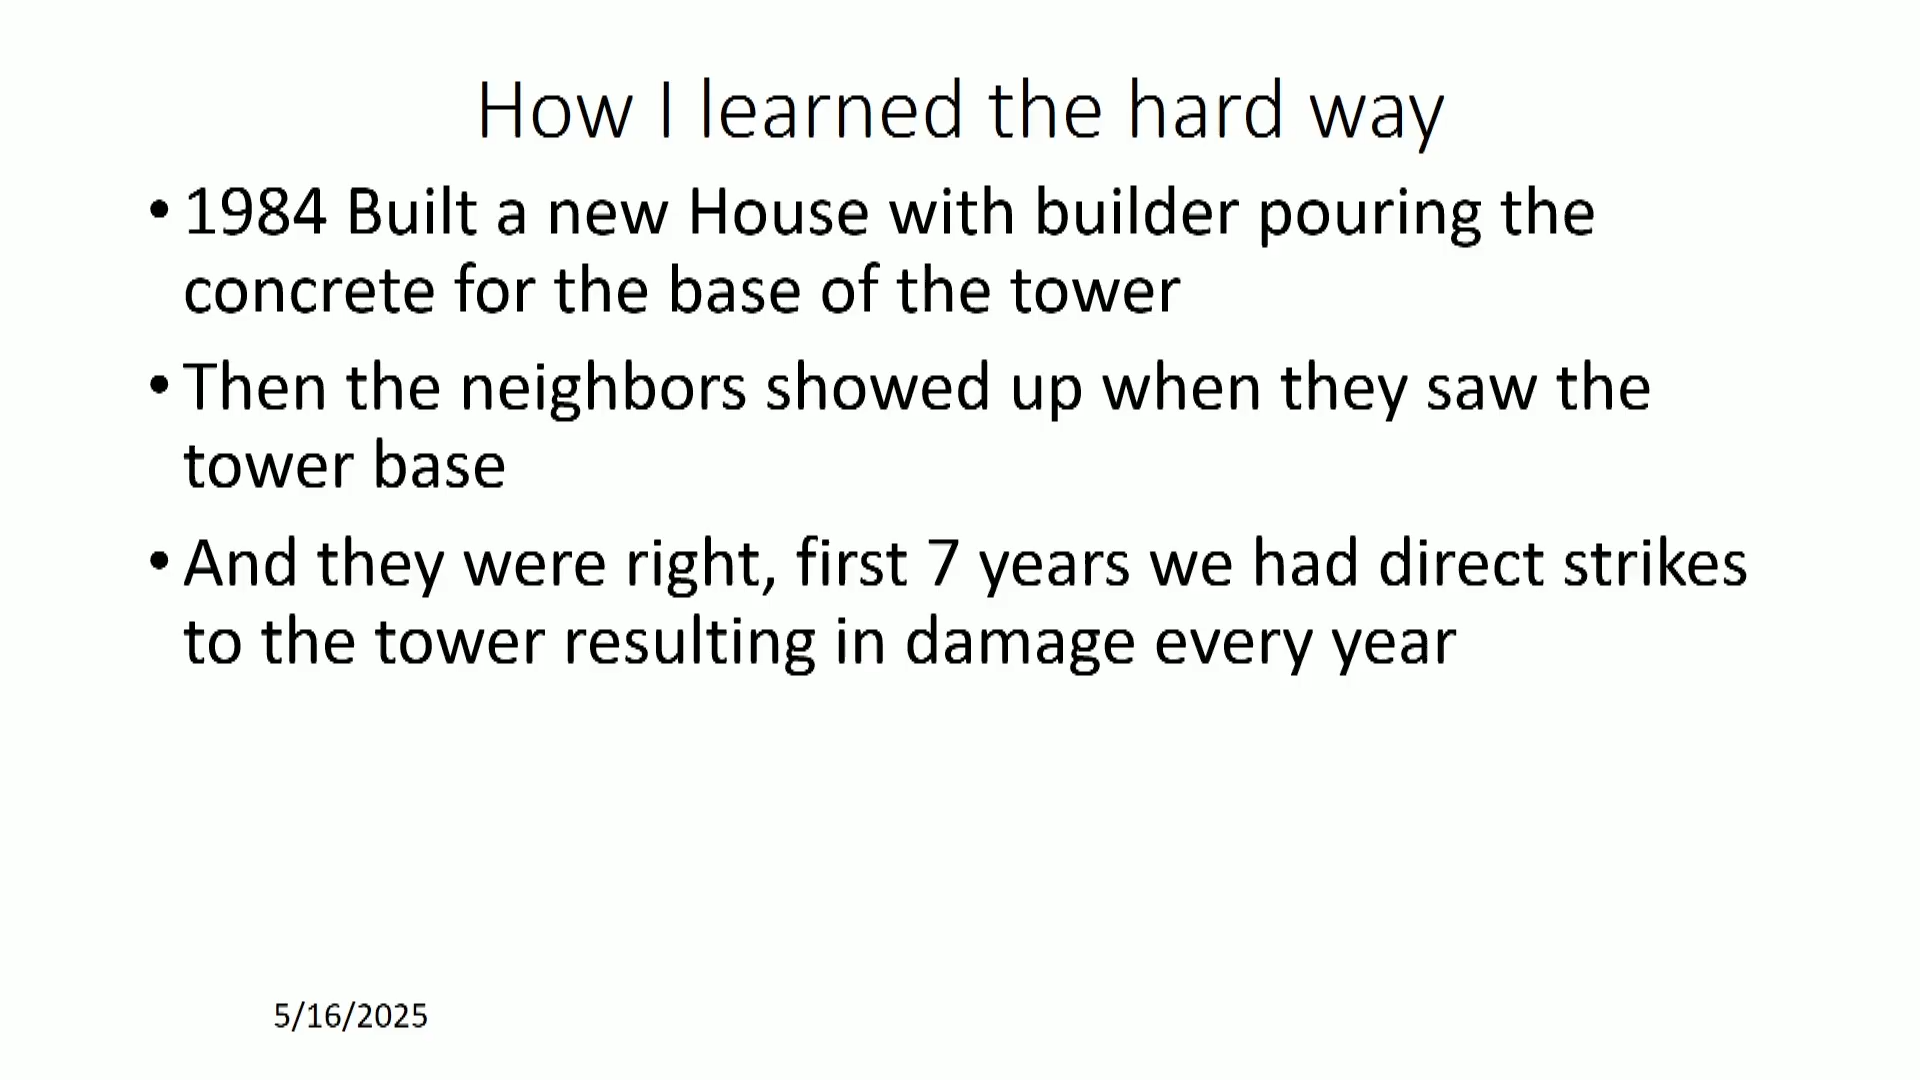 How I learned the hard way
• 1984 Built a new House with builder pouring the
concrete for the base of the tower
• Then the neighbors showed up when they saw the
tower base
• And they were right, first 7 years we had direct strikes
to the tower resulting in damage every year
5/16/2025